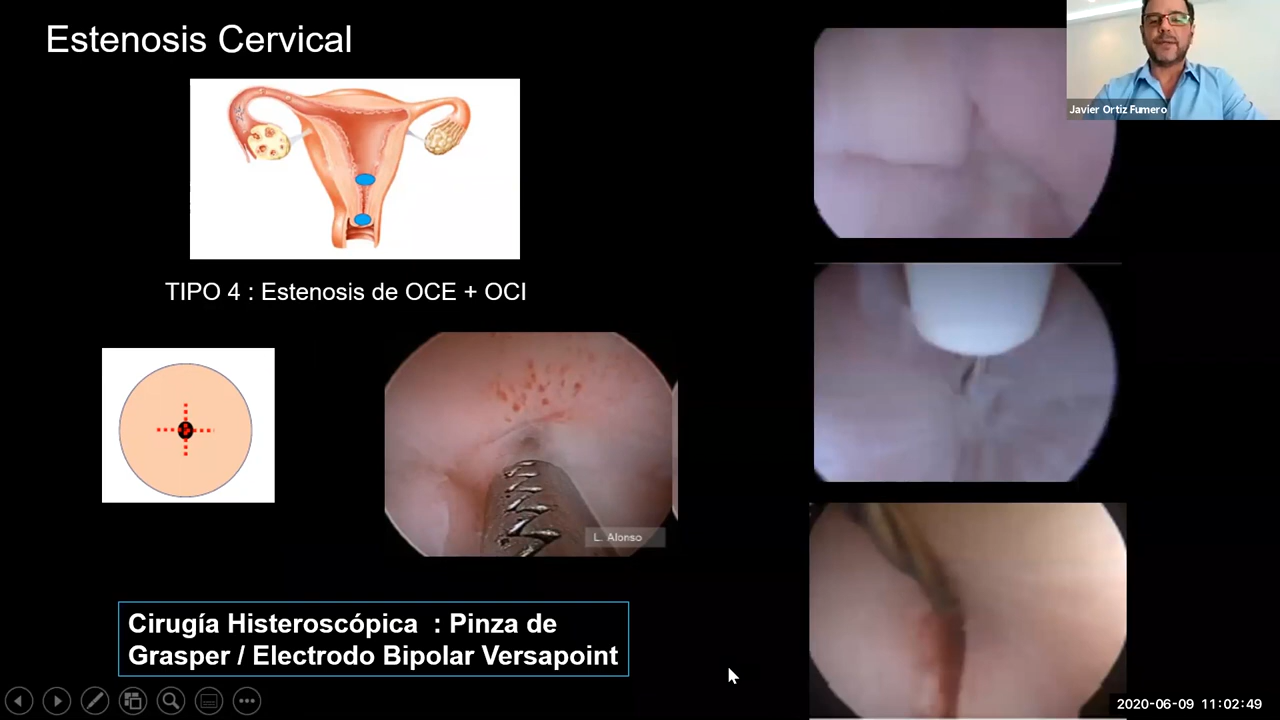 Estenosis Cervical
Javier Ortiz Fumero
TIPO 4 : Estenosis de OCE + OCI
L. Alonso
Cirugía Histeroscópica : Pinza de
Grasper / Electrodo Bipolar Versapoint
2020-06-09 11:02:49